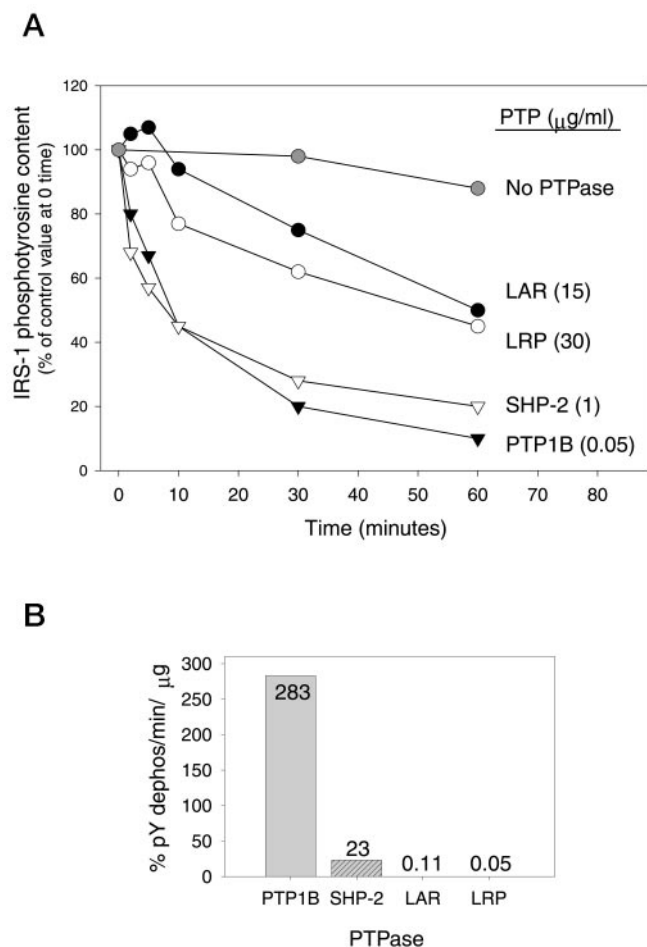 A
120
100
80
60
40
20
0
IRS-1 phosphotyrosine content
(% of control value at 0 time)
PTP (μg/ml)
No PTPase
LAR (15)
LRP (30)
SHP-2 (1)
PTP1B (0.05)
0 10 20 30 40 50 60 70 80
Time (minutes)
B
% pY dephos/min/ μg
300
250
200
150
100
50
0
283
23
0.11
0.05
PTP1B SHP-2 LAR LRP
PTPase